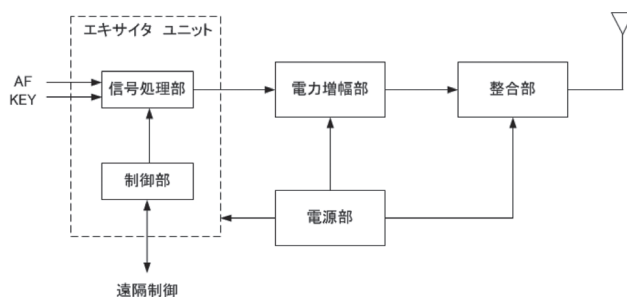 エキサイタ ユニット
AF
KEY
信号処理部
電力増幅部
整合部
制御部
電源部
遠隔制御